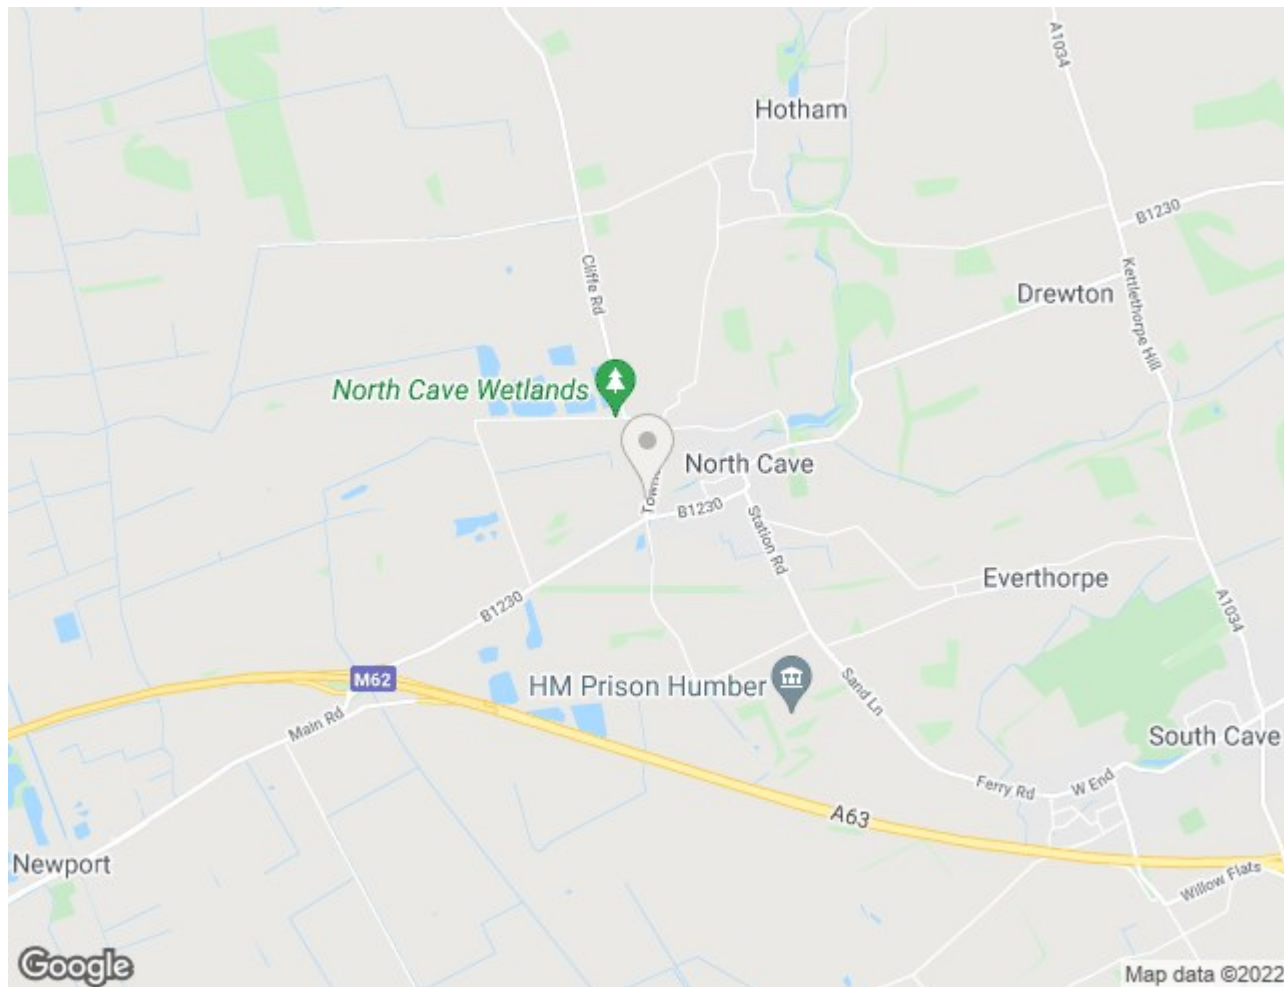 A1034
Hotham
B1230
Cliffe Rd
Kettlethorpe Hill
Drewton
North Cave Wetlands
North Cave
B1230
Station Rd
Everthorpe
B1230
A1034
M62
HM Prison Humber
Sand Ln
Main Rd
South Cave
Ferry Rd
W End
A63
Newport
Willow Flats
Google
Map data ©2022